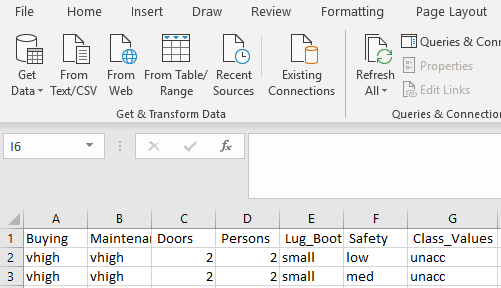 File Home Insert Draw Review Formatting Page Layout
Get Data From Text/CSV From Web From Table/ Range Recent Sources Existing Connections Refresh All
Queries & Conn
Properties
Edit Links
Get & Transform Data Queries & Connection
I6 fx
A B C D E F G
1 Buying Maintenan Doors Persons Lug_Boot Safety Class_Values
2 vhigh vhigh 2 2 small low unacc
3 vhigh vhigh 2 2 small med unacc